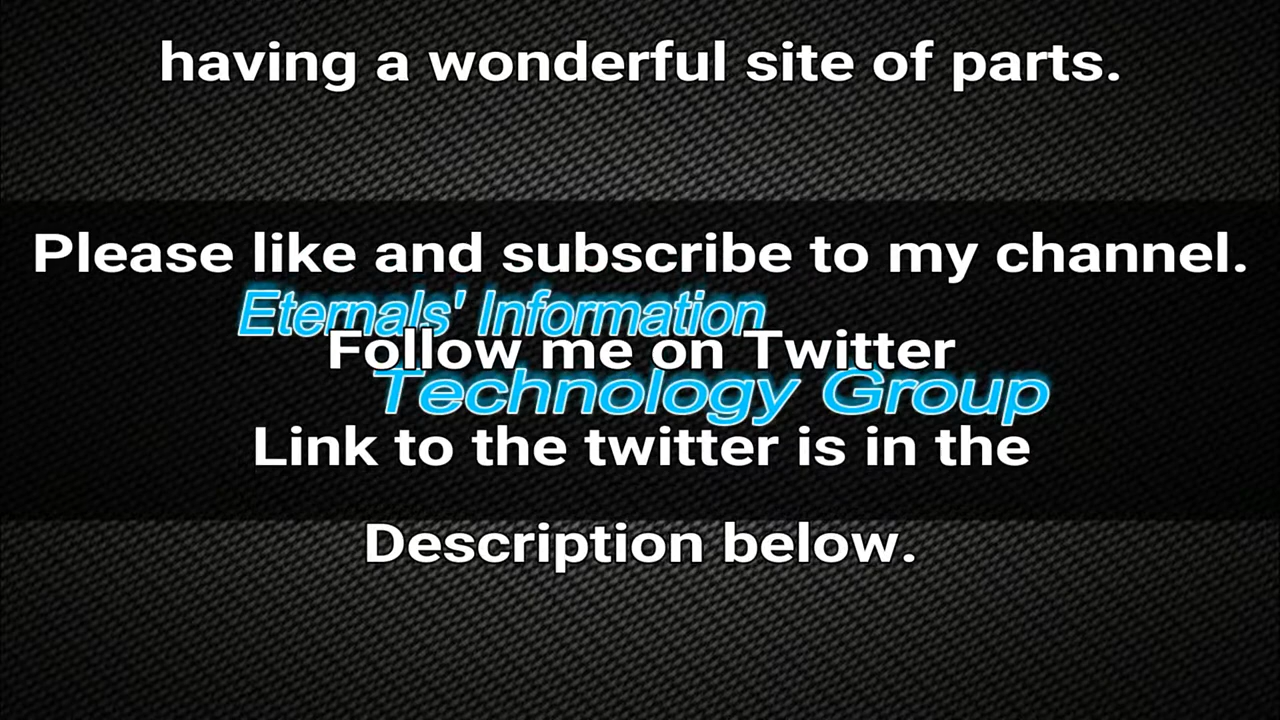 having a wonderful site of parts.
Please like and subscribe to my channel.
Eternals' Information
Follow me on Twitter
Technology Group
Link to the twitter is in the
Description below.